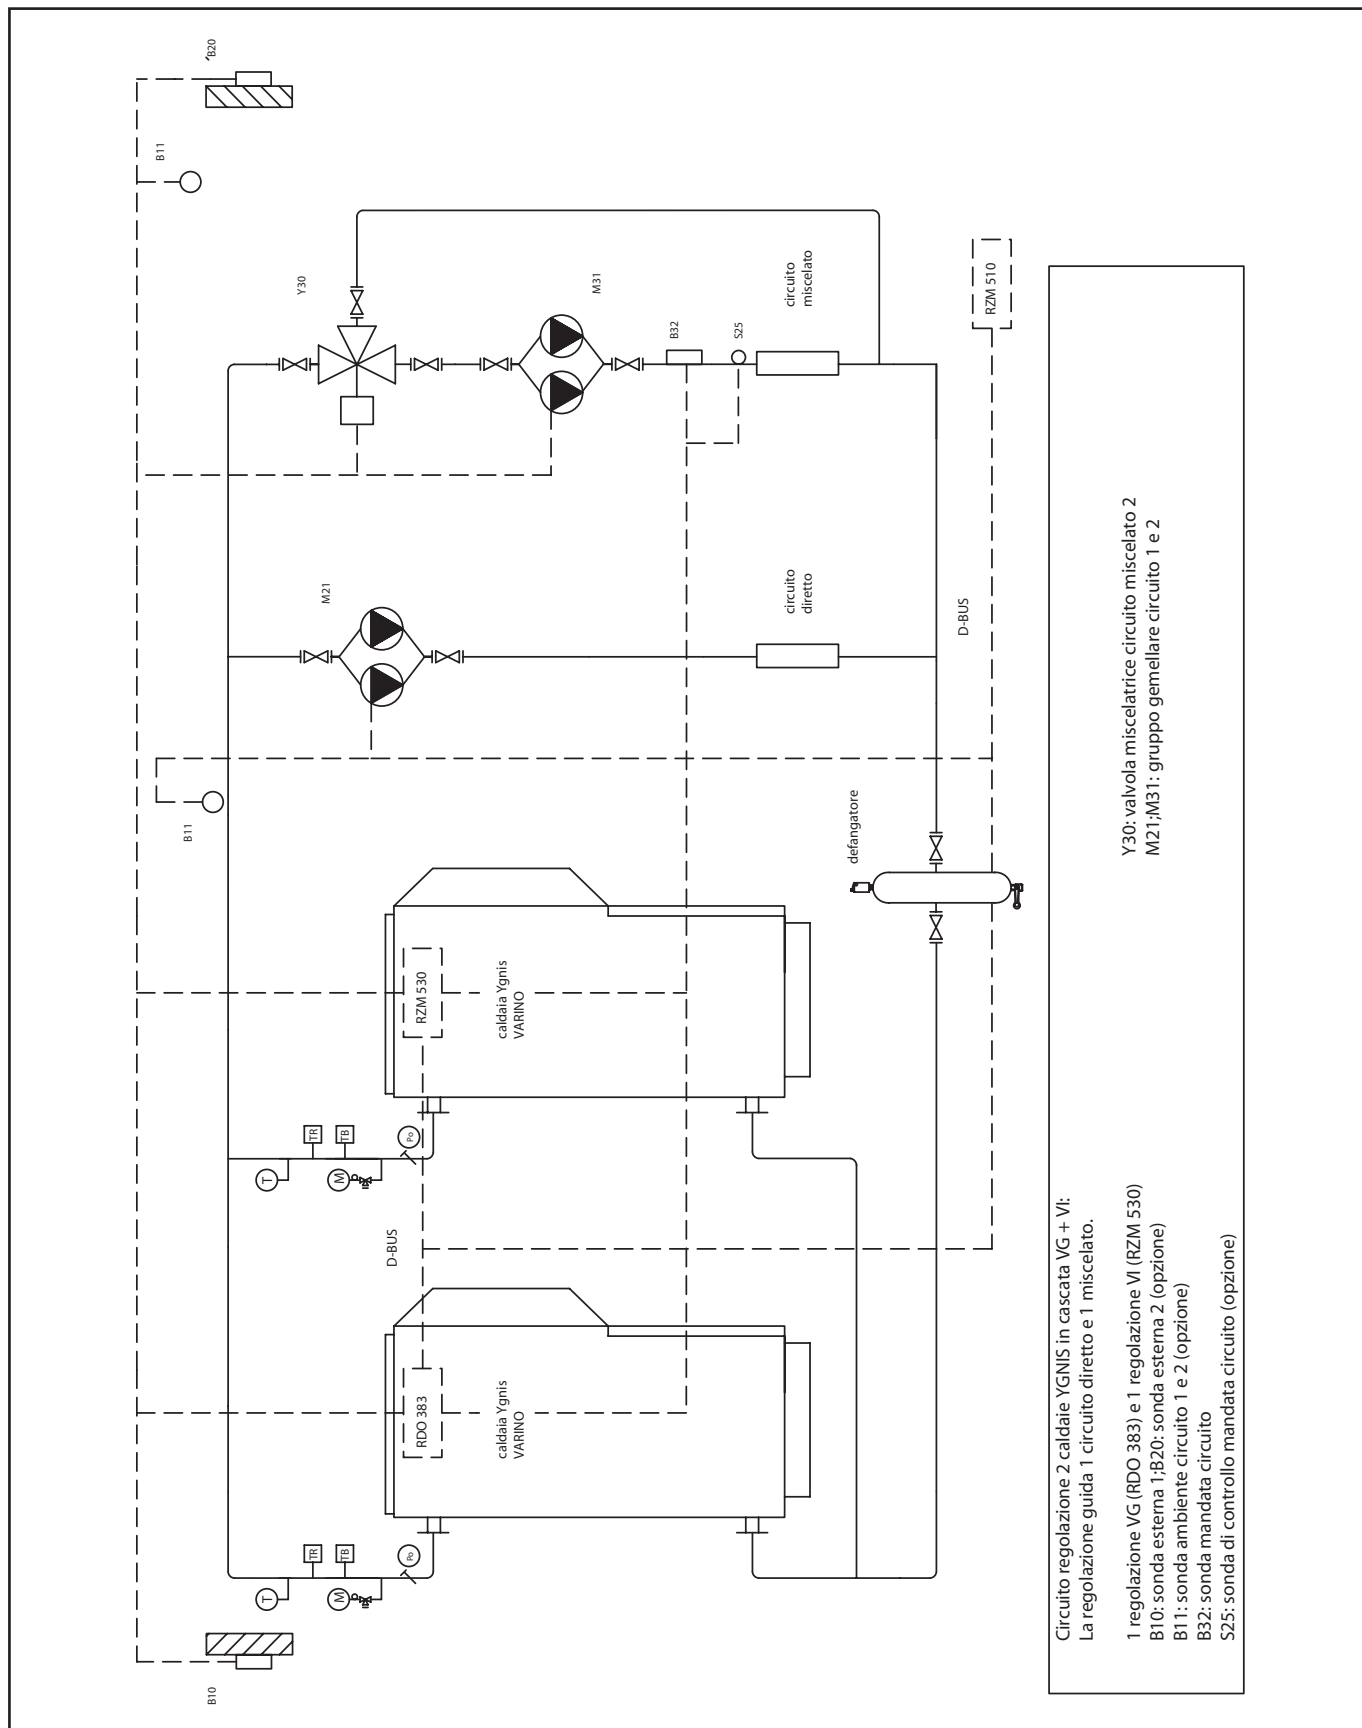 B10
B11
B11
B20
T
TR
TB
M
Po
T
TR
TB
M
Po
D-BUS
RDO 383
caldaia Ygnis
VARINO
RZM 530
caldaia Ygnis
VARINO
M21
Y30
M31
B32
S25
circuito
diretto
circuito
miscelato
defangatore
D-BUS
RZM 510
Circuito regolazione 2 caldaie YGNIS in cascata VG + VI:
La regolazione guida 1 circuito diretto e 1 miscelato.
1 regolazione VG (RDO 383) e 1 regolazione VI (RZM 530)
B10: sonda esterna 1;B20: sonda esterna 2 (opzione)
B11: sonda ambiente circuito 1 e 2 (opzione)
B32: sonda mandata circuito
S25: sonda di controllo mandata circuito (opzione)
Y30: valvola miscelatrice circuito miscelato 2
M21;M31: gruppo gemellare circuito 1 e 2